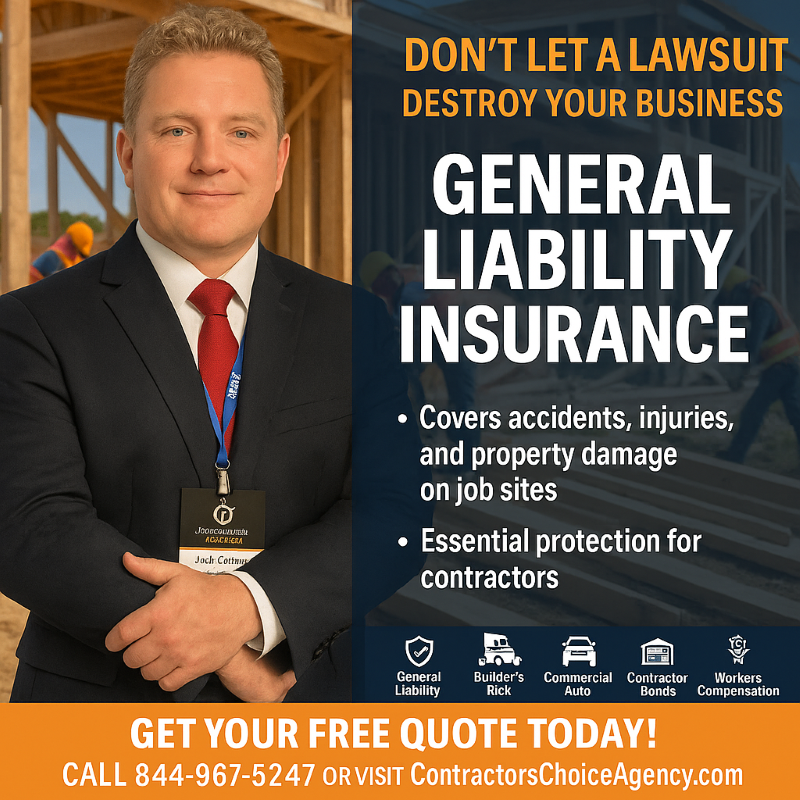 DON'T LET A LAWSUIT
DESTROY YOUR BUSINESS
GENERAL
LIABILITY
INSURANCE
• Covers accidents, injuries,
and property damage
on job sites
• Essential protection for
contractors
General
Liability
Builder's
Rick
Commercial
Auto
Contractor
Bonds
Workers
Compensation
GET YOUR FREE QUOTE TODAY!
CALL 844-967-5247 OR VISIT ContractorsChoiceAgency.com